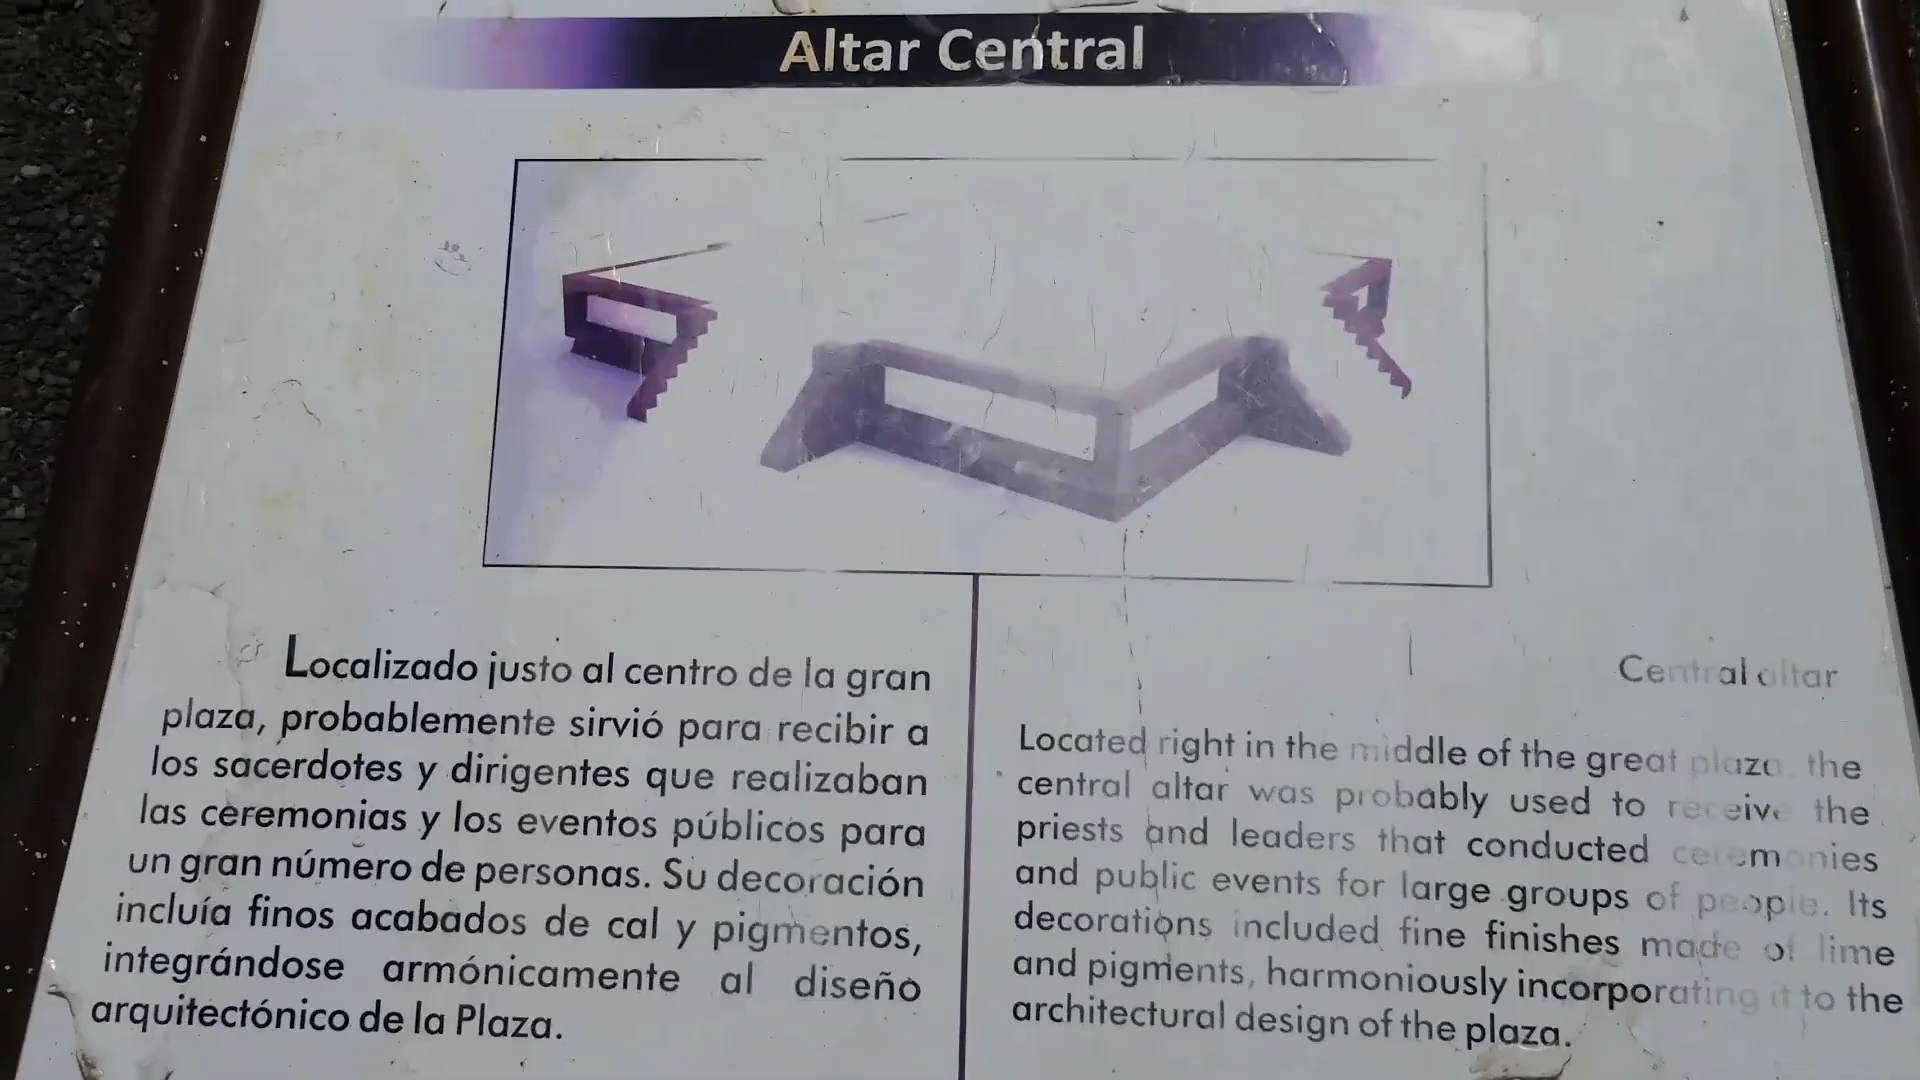 Altar Central
Localizado justo al centro de la gran
plaza, probablemente sirvió para recibir a
los sacerdotes y dirigentes que realizaban
las ceremonias y los eventos públicos para
un gran número de personas. Su decoración
incluía finos acabados de cal y pigmentos,
integrándose armónicamente al diseño
arquitectónico de la Plaza.
Central altar
Located right in the middle of the great plaza, the
central altar was probably used to receive the
priests and leaders that conducted ceremonies
and public events for large groups of people. Its
decorations included fine finishes made of lime
and pigments, harmoniously incorporating it to the
architectural design of the plaza.